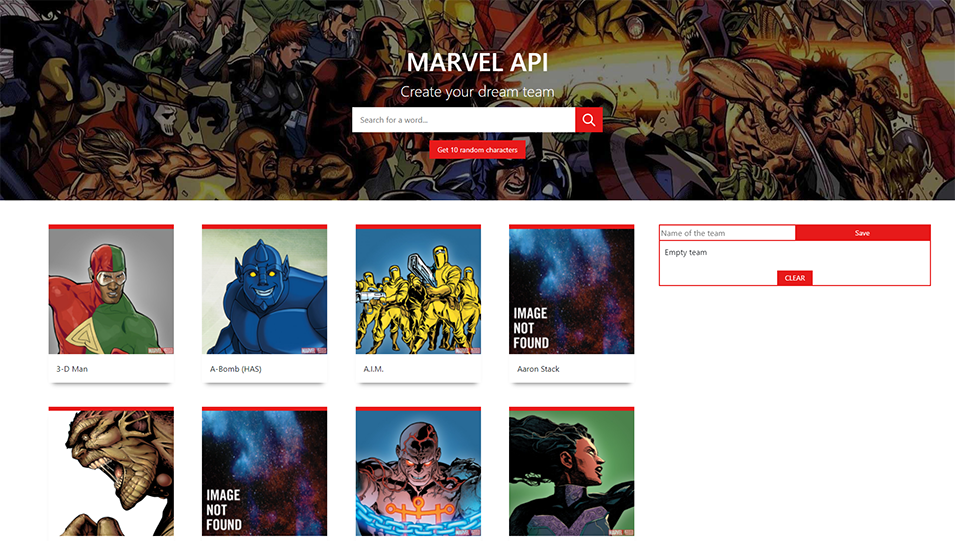 MARVEL API
Create your dream team
Search for a word...
Get 10 random characters
Name of the team
Save
Empty team
CLEAR
IMAGE
NOT
FOUND
3-D Man
A-Bomb (HAS)
A.I.M.
Aaron Stack
IMAGE
NOT
FOUND